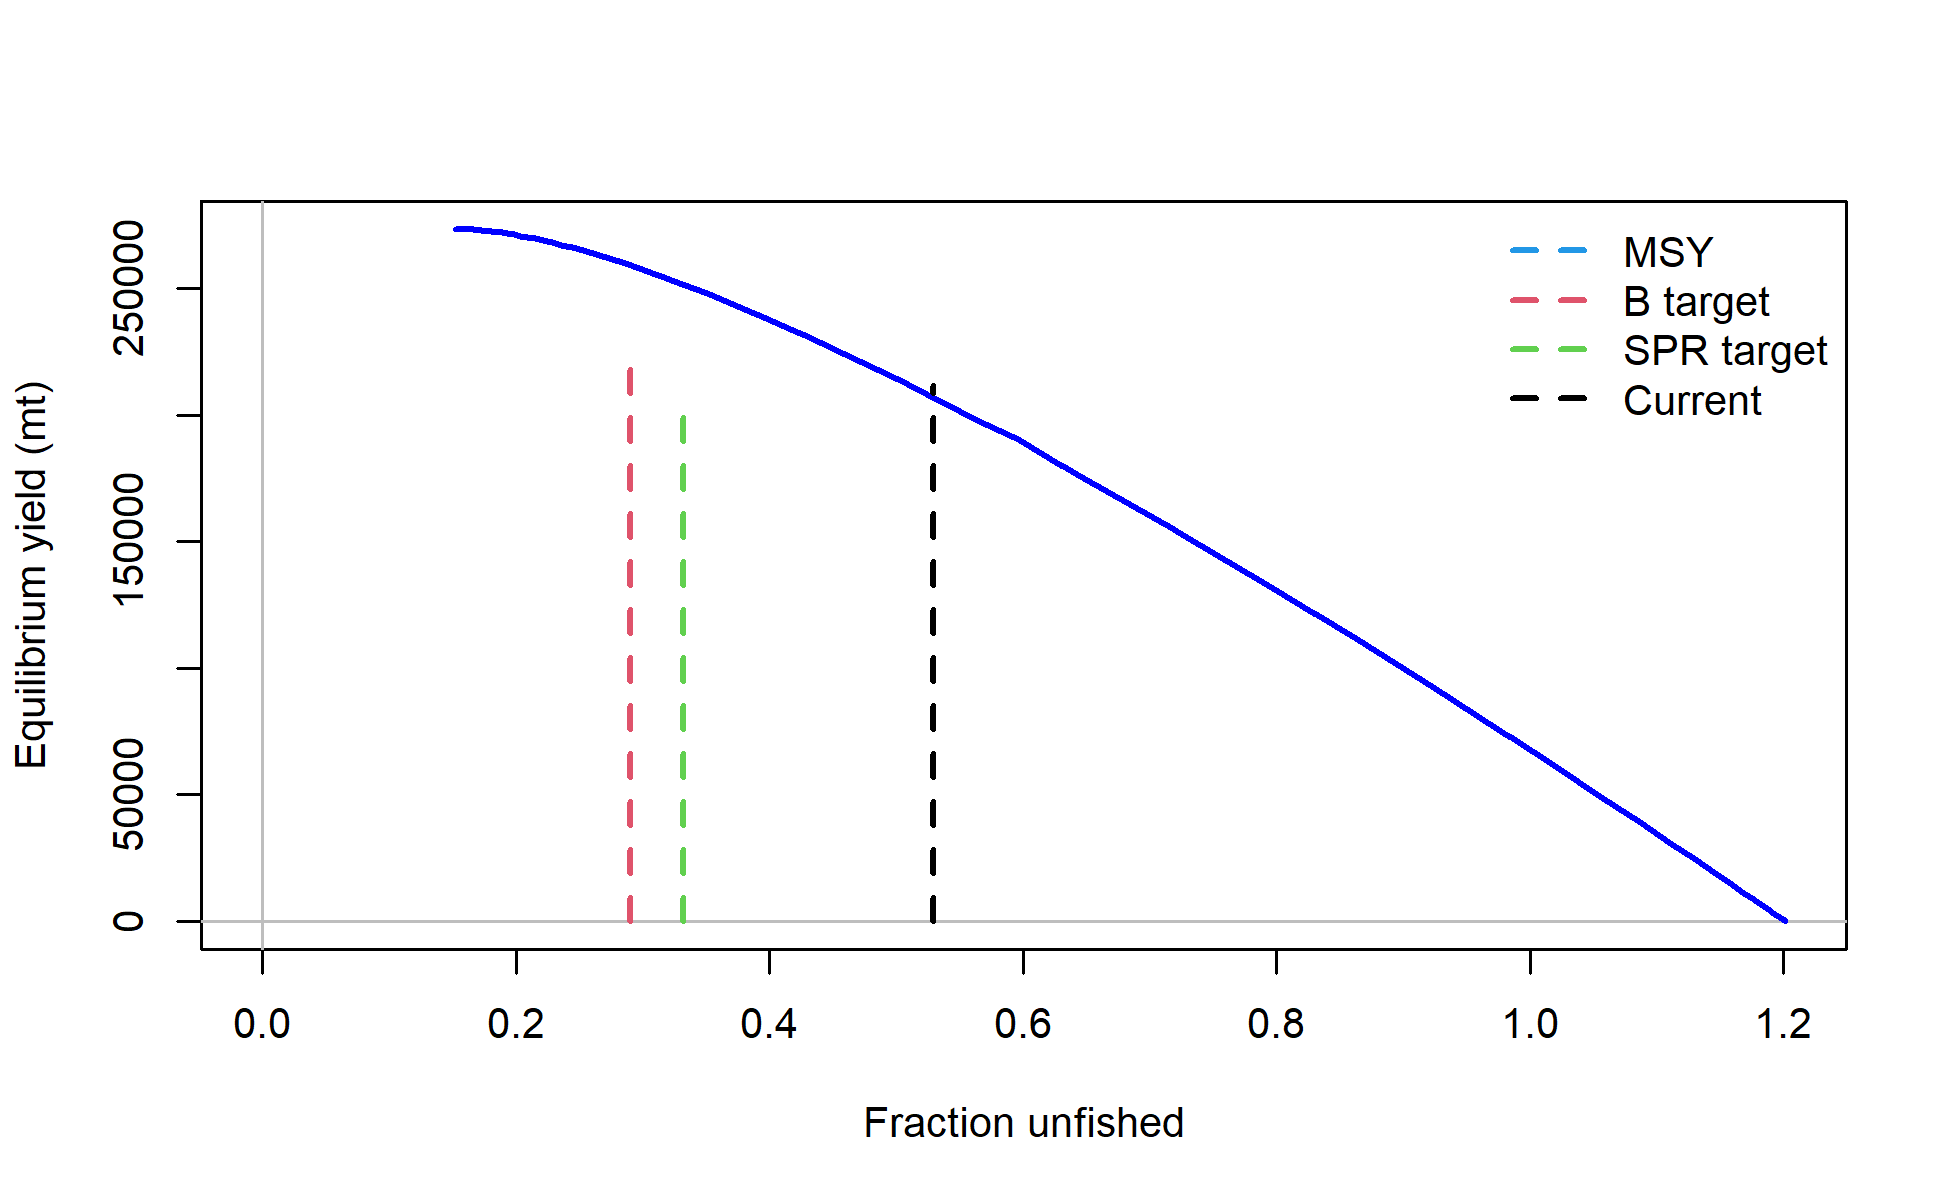 MSY
B target
SPR target
Current
Equilibrium yield (mt)
250000
150000
50000
0
0.0 0.2 0.4 0.6 0.8 1.0 1.2
Fraction unfished